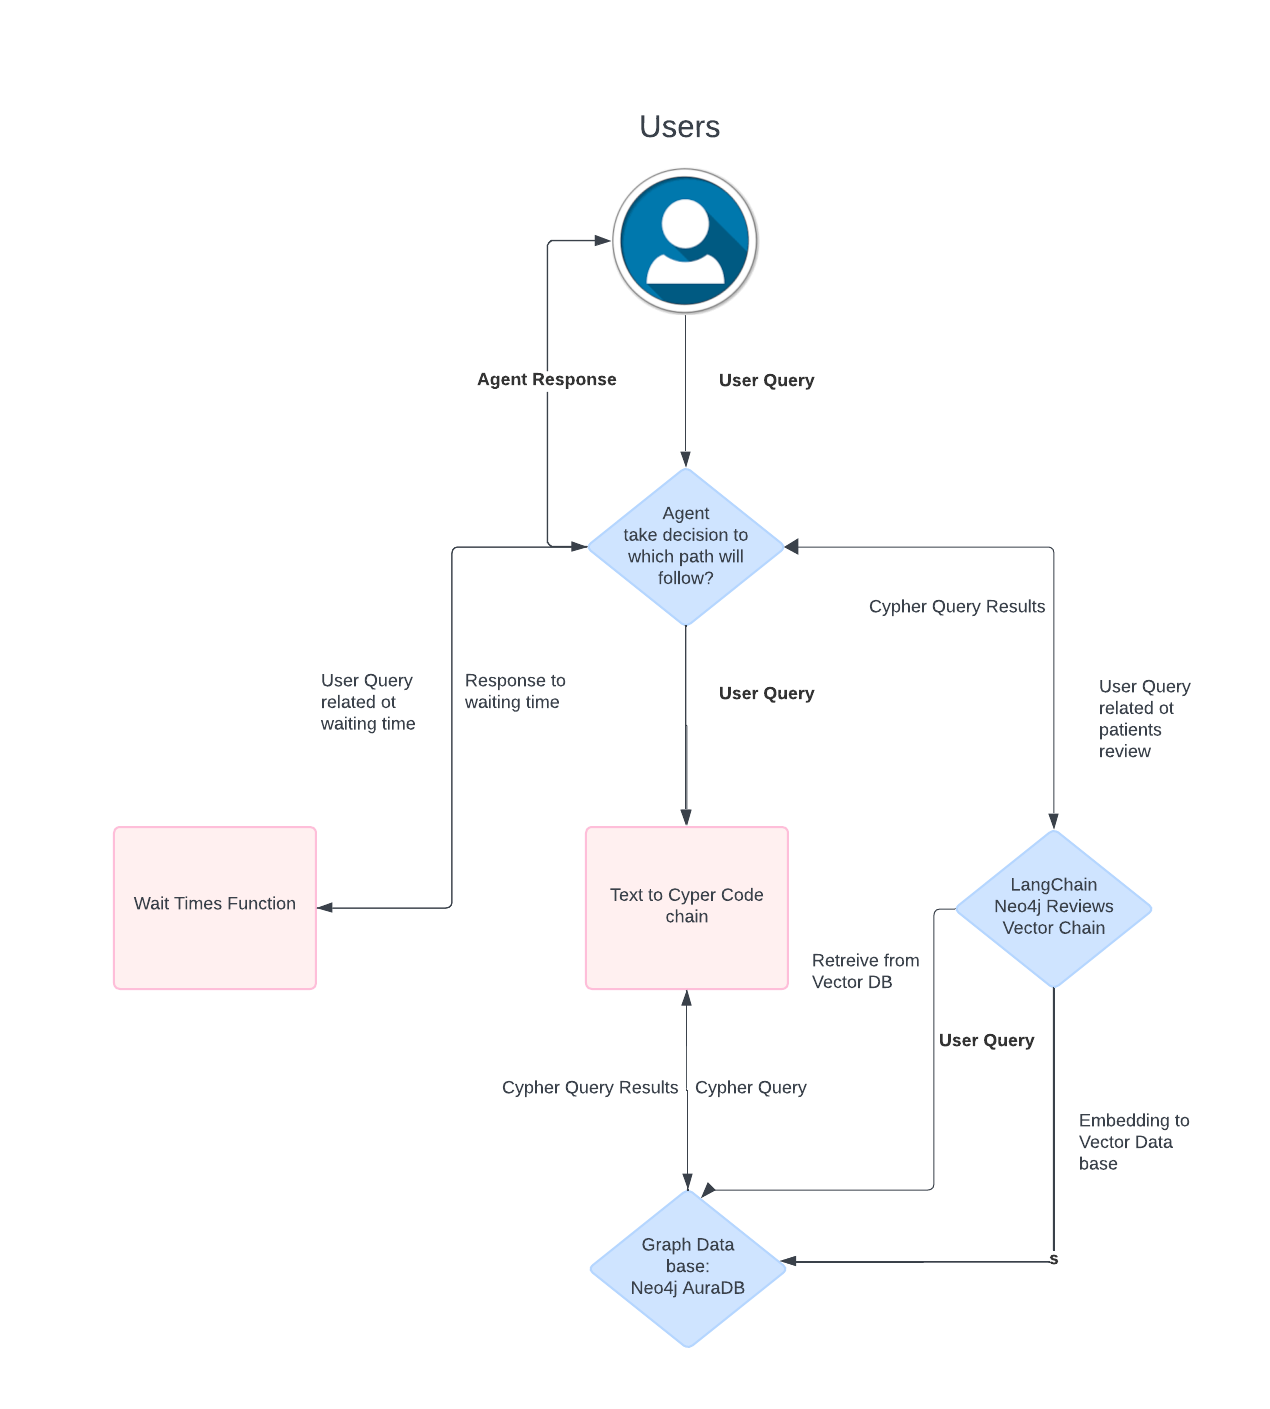 Users
Agent Response
User Query
Agent
take decision to
which path will
follow?
Cypher Query Results
User Query
related ot
waiting time
Response to
waiting time
User Query
User Query
related ot
patients
review
Wait Times Function
Text to Cyper Code
chain
LangChain
Neo4j Reviews
Vector Chain
Retreive from
Vector DB
User Query
Cypher Query Results
Cypher Query
Embedding to
Vector Data
base
Graph Data
base:
Neo4j AuraDB
s